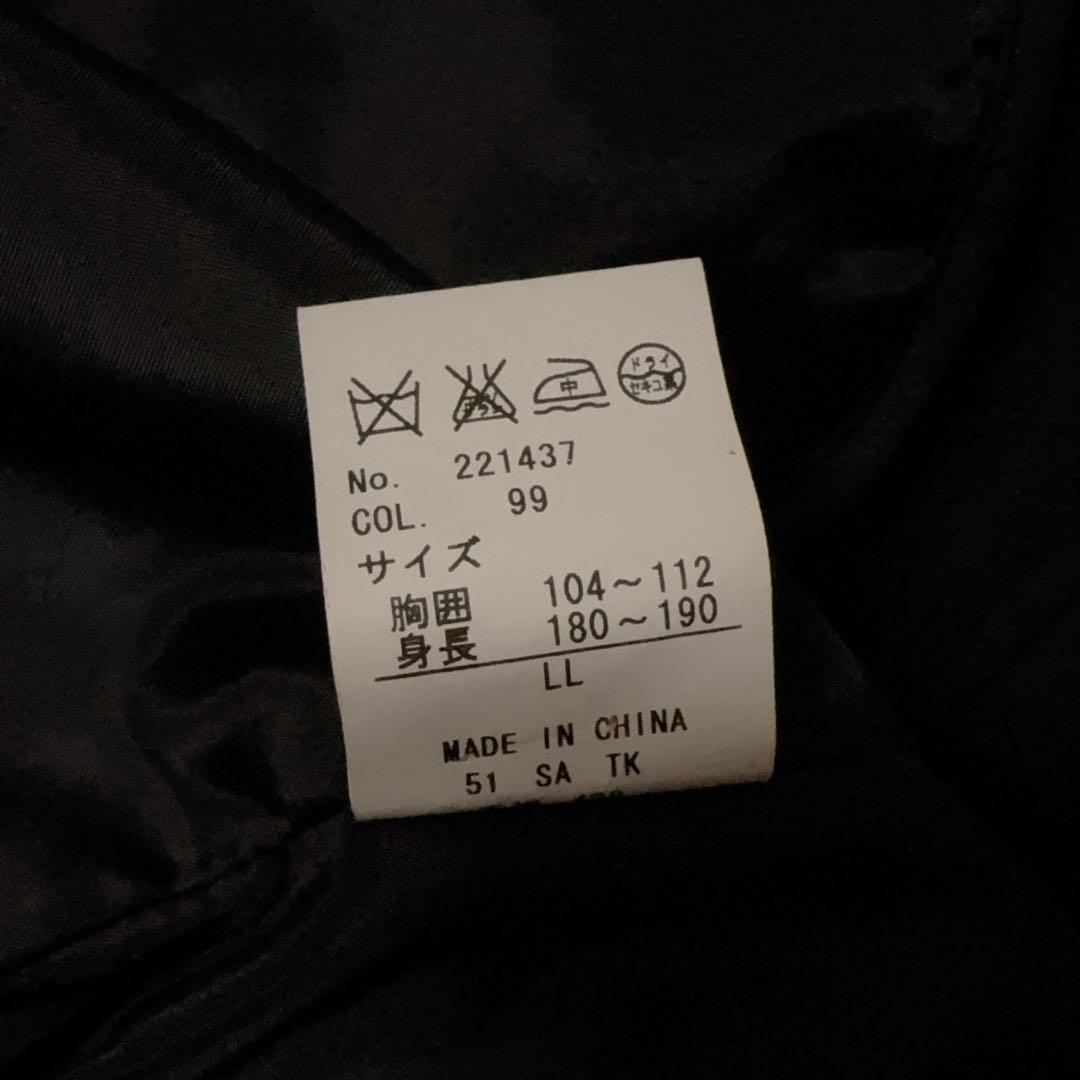 中 ドライ
セキユ系
No. 221437
COL. 99
サイズ
胸囲 104～112
身長 180～190
LL
MADE IN CHINA
51 SA TK